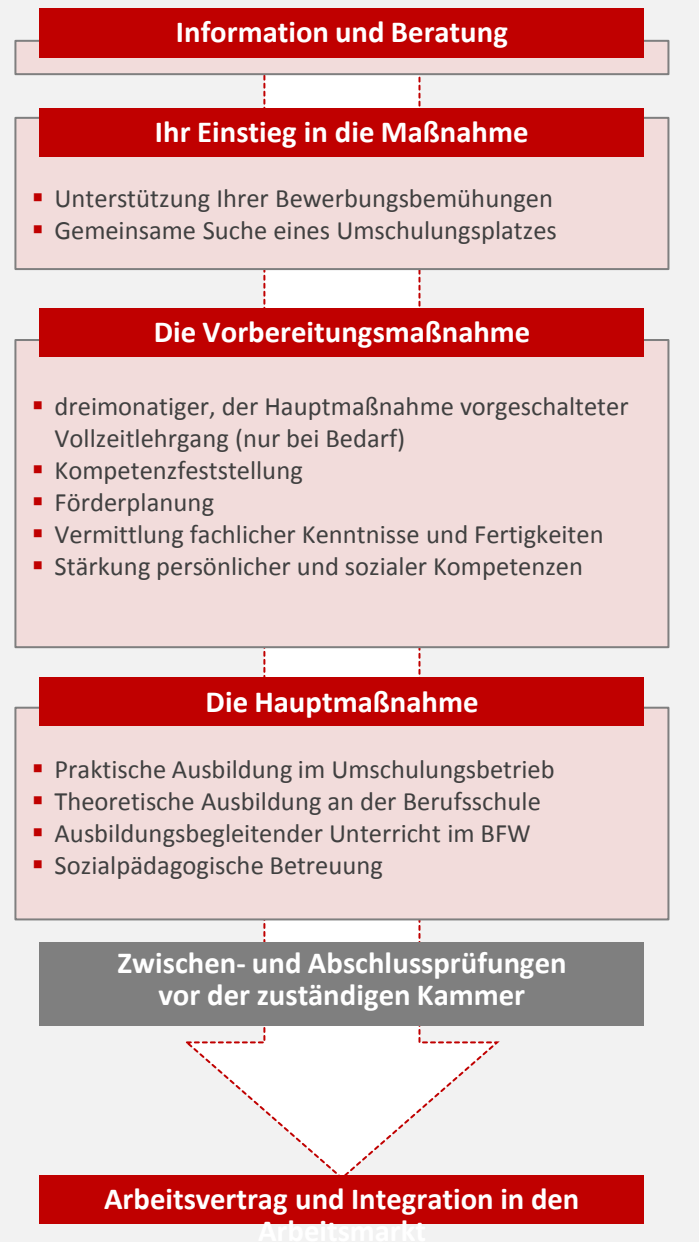 Information und Beratung
Ihr Einstieg in die Maßnahme
▪ Unterstützung Ihrer Bewerbungsbemühungen
▪ Gemeinsame Suche eines Umschulungsplatzes
Die Vorbereitungsmaßnahme
▪ dreimonatiger, der Hauptmaßnahme vorgeschalteter
Vollzeitlehrgang (nur bei Bedarf)
▪ Kompetenzfeststellung
▪ Förderplanung
▪ Vermittlung fachlicher Kenntnisse und Fertigkeiten
▪ Stärkung persönlicher und sozialer Kompetenzen
Die Hauptmaßnahme
▪ Praktische Ausbildung im Umschulungsbetrieb
▪ Theoretische Ausbildung an der Berufsschule
▪ Ausbildungsbegleitender Unterricht im BFW
▪ Sozialpädagogische Betreuung
Zwischen- und Abschlussprüfungen
vor der zuständigen Kammer
Arbeitsvertrag und Integration in den
Arbeitsmarkt